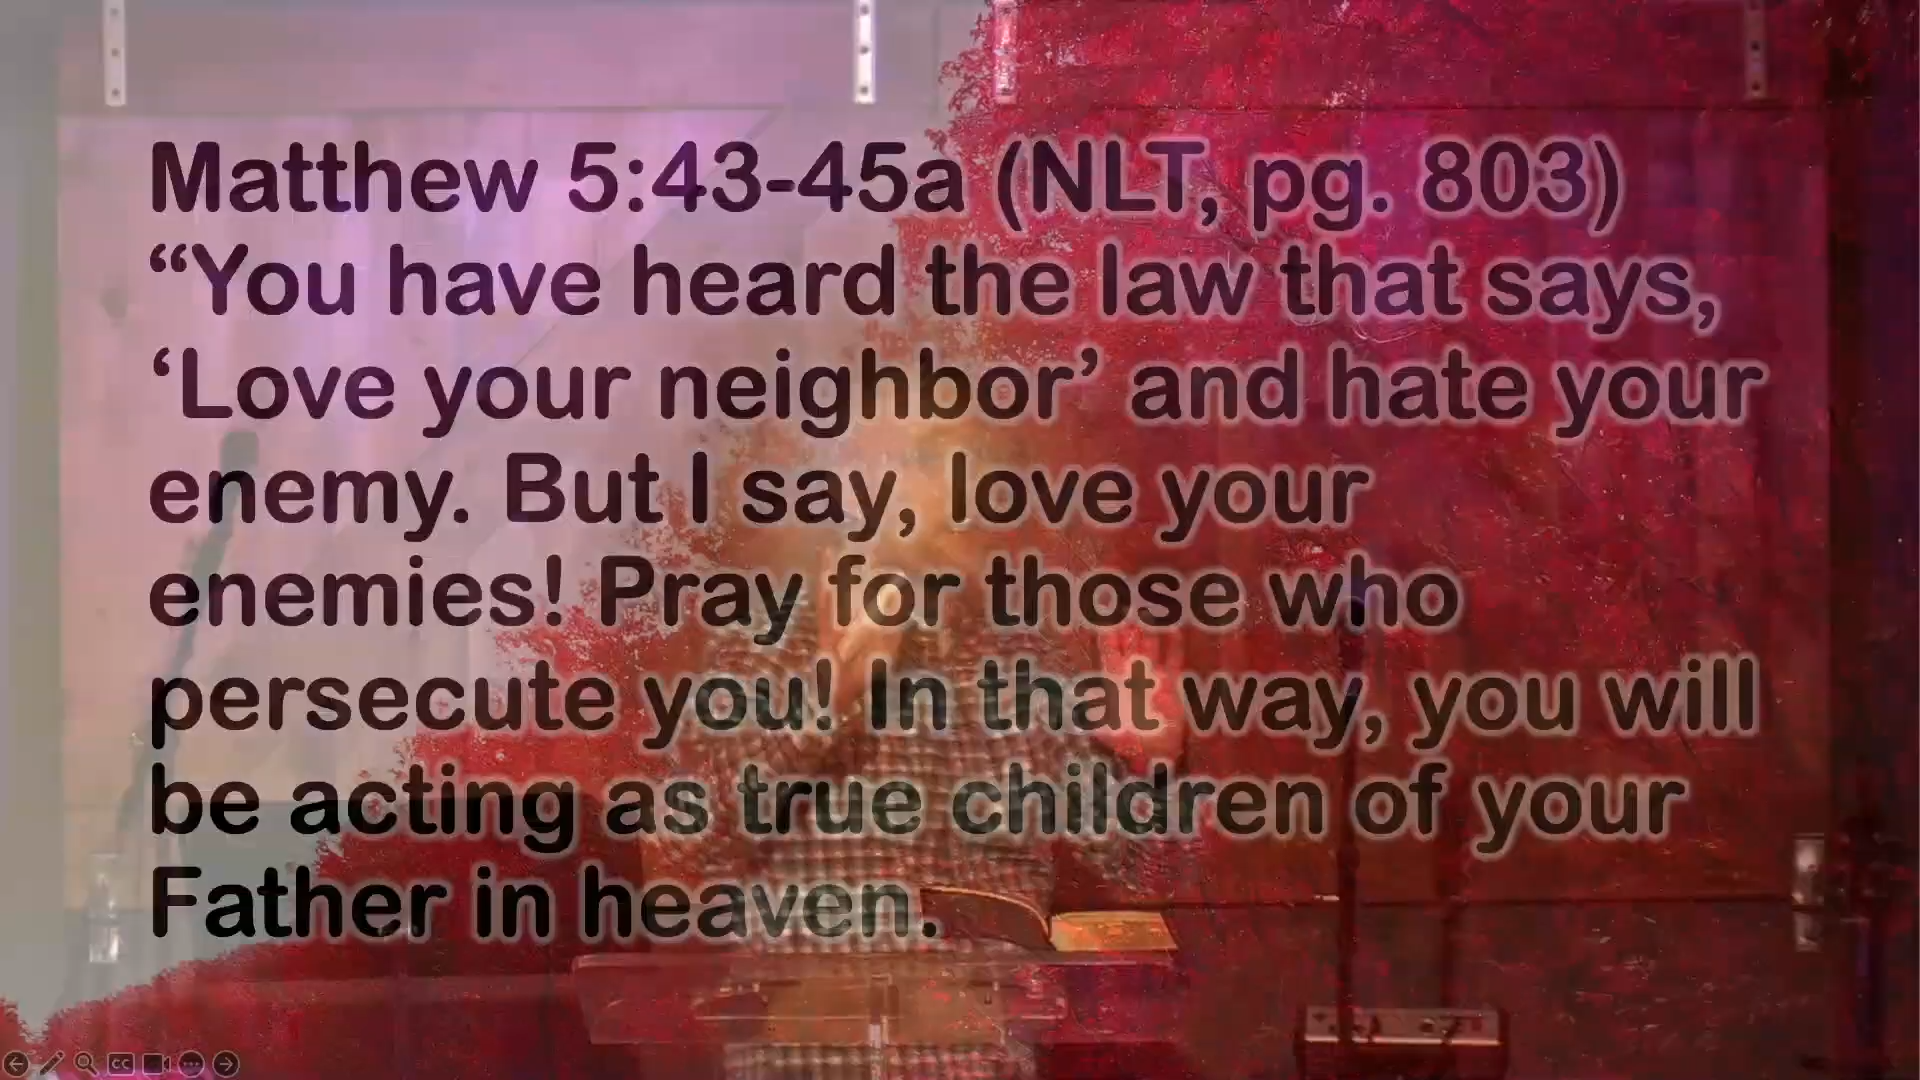 Matthew 5:43-45a (NLT, pg. 803)
“You have heard the law that says,
‘Love your neighbor’ and hate your
enemy. But I say, love your
enemies! Pray for those who
persecute you! In that way, you will
be acting as true children of your
Father in heaven.
CC